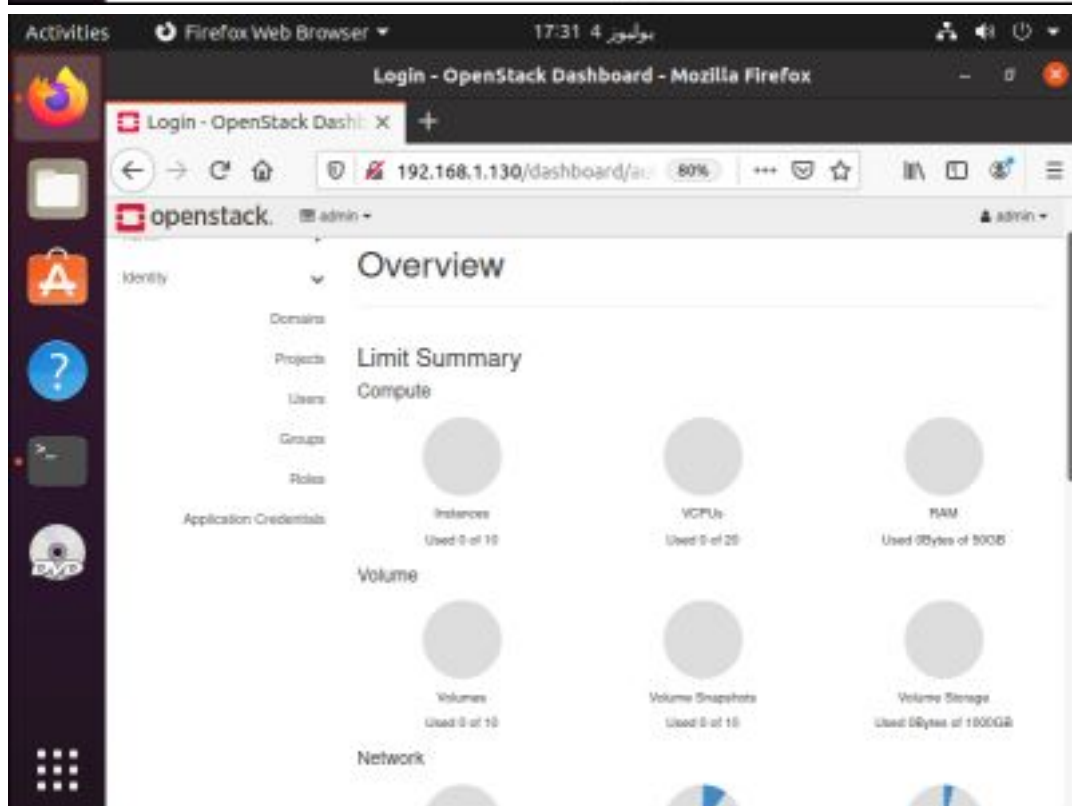 Activities Firefox Web Browser 17:31 4 يوليوز
Login - OpenStack Dashboard - Mozilla Firefox
Login - OpenStack Dash
192.168.1.130/dashboard/au 80%
openstack. admin admin
Identity
Overview
Domains
Projects
Limit Summary
Users
Compute
Groups
Roles
Application Credentials
Instances VCPUs RAM
Used 0 of 10 Used 0 of 20 Used 0Bytes of 50GB
Volume
Volumes Volume Snapshots Volume Storage
Used 0 of 10 Used 0 of 10 Used 0Bytes of 1000GB
DVD
Network